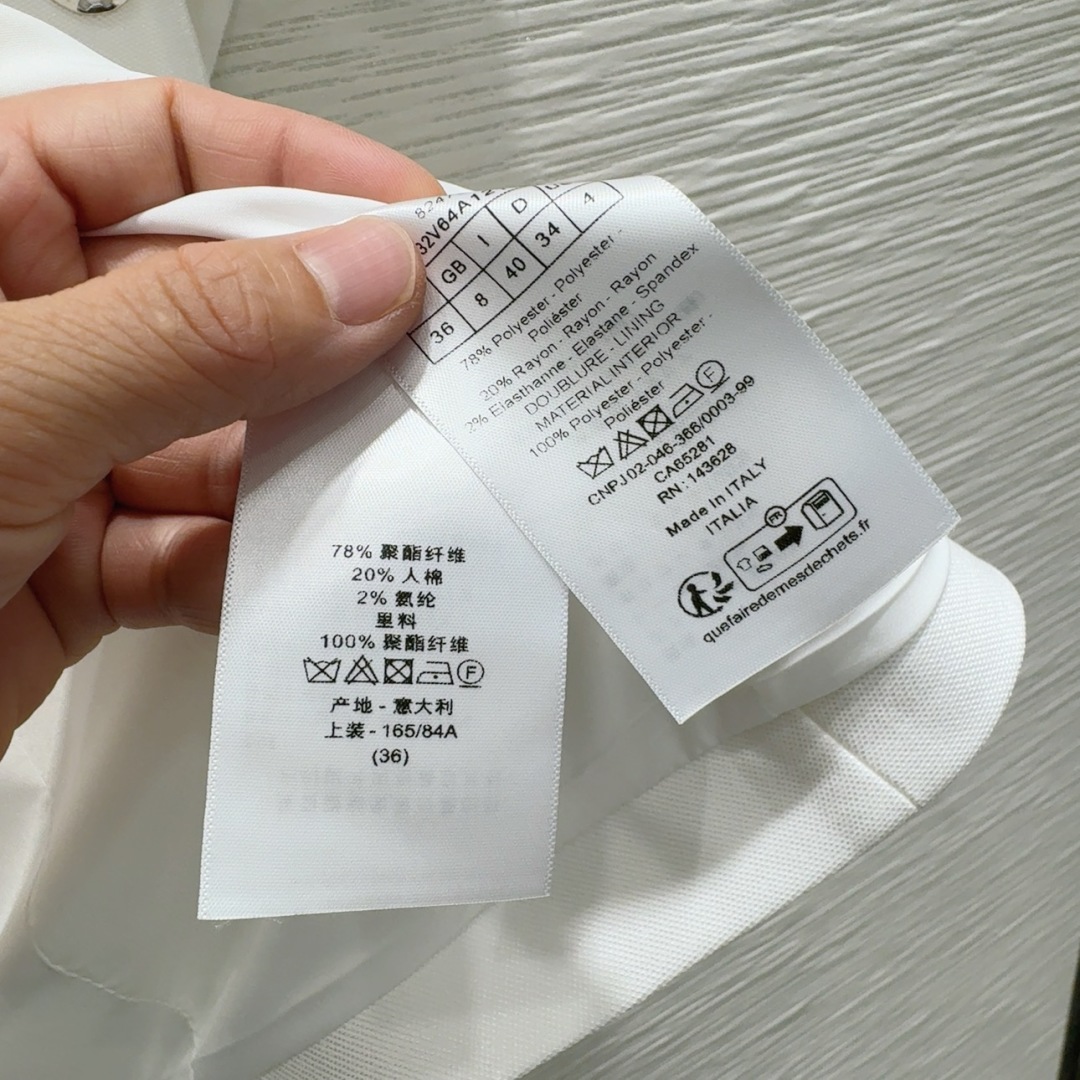 32V64A12
GB I D
36 8 40 34 4
78% Polyester - Polyester -
Poliéster
20% Rayon - Rayon - Rayon
2% Elasthanne - Elastane - Spandex
DOUBLURE - LINING
MATERIAL INTERIOR
100% Polyester - Polyester -
Poliéster
F
CNPJ02-046-366/0003-99
CA65281
RN: 143628
Made in ITALY
ITALIA
FR
quefairedemesdechets.fr
78% 聚酯纤维
20% 人棉
2% 氨纶
里料
100% 聚酯纤维
F
产地 - 意大利
上装 - 165/84A
(36)